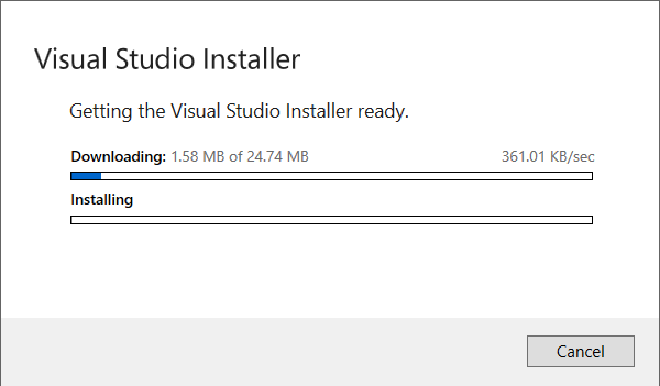 Visual Studio Installer
Getting the Visual Studio Installer ready.
Downloading: 1.58 MB of 24.74 MB 361.01 KB/sec
Installing
Cancel